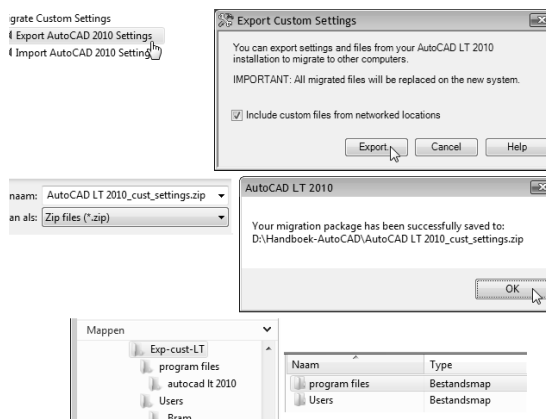 grate Custom Settings
Export AutoCAD 2010 Settings
Import AutoCAD 2010 Setting
Export Custom Settings
You can export settings and files from your AutoCAD LT 2010
installation to migrate to other computers.
IMPORTANT: All migrated files will be replaced on the new system.
Include custom files from networked locations
Export
Cancel
Help
naam: AutoCAD LT 2010_cust_settings.zip
an als: Zip files (*.zip)
AutoCAD LT 2010
Your migration package has been successfully saved to:
D:\Handboek-AutoCAD\AutoCAD LT 2010_cust_settings.zip
OK
Mappen
Exp-cust-LT
program files
autocad lt 2010
Users
Bram
Naam Type
program files Bestandsmap
Users Bestandsmap